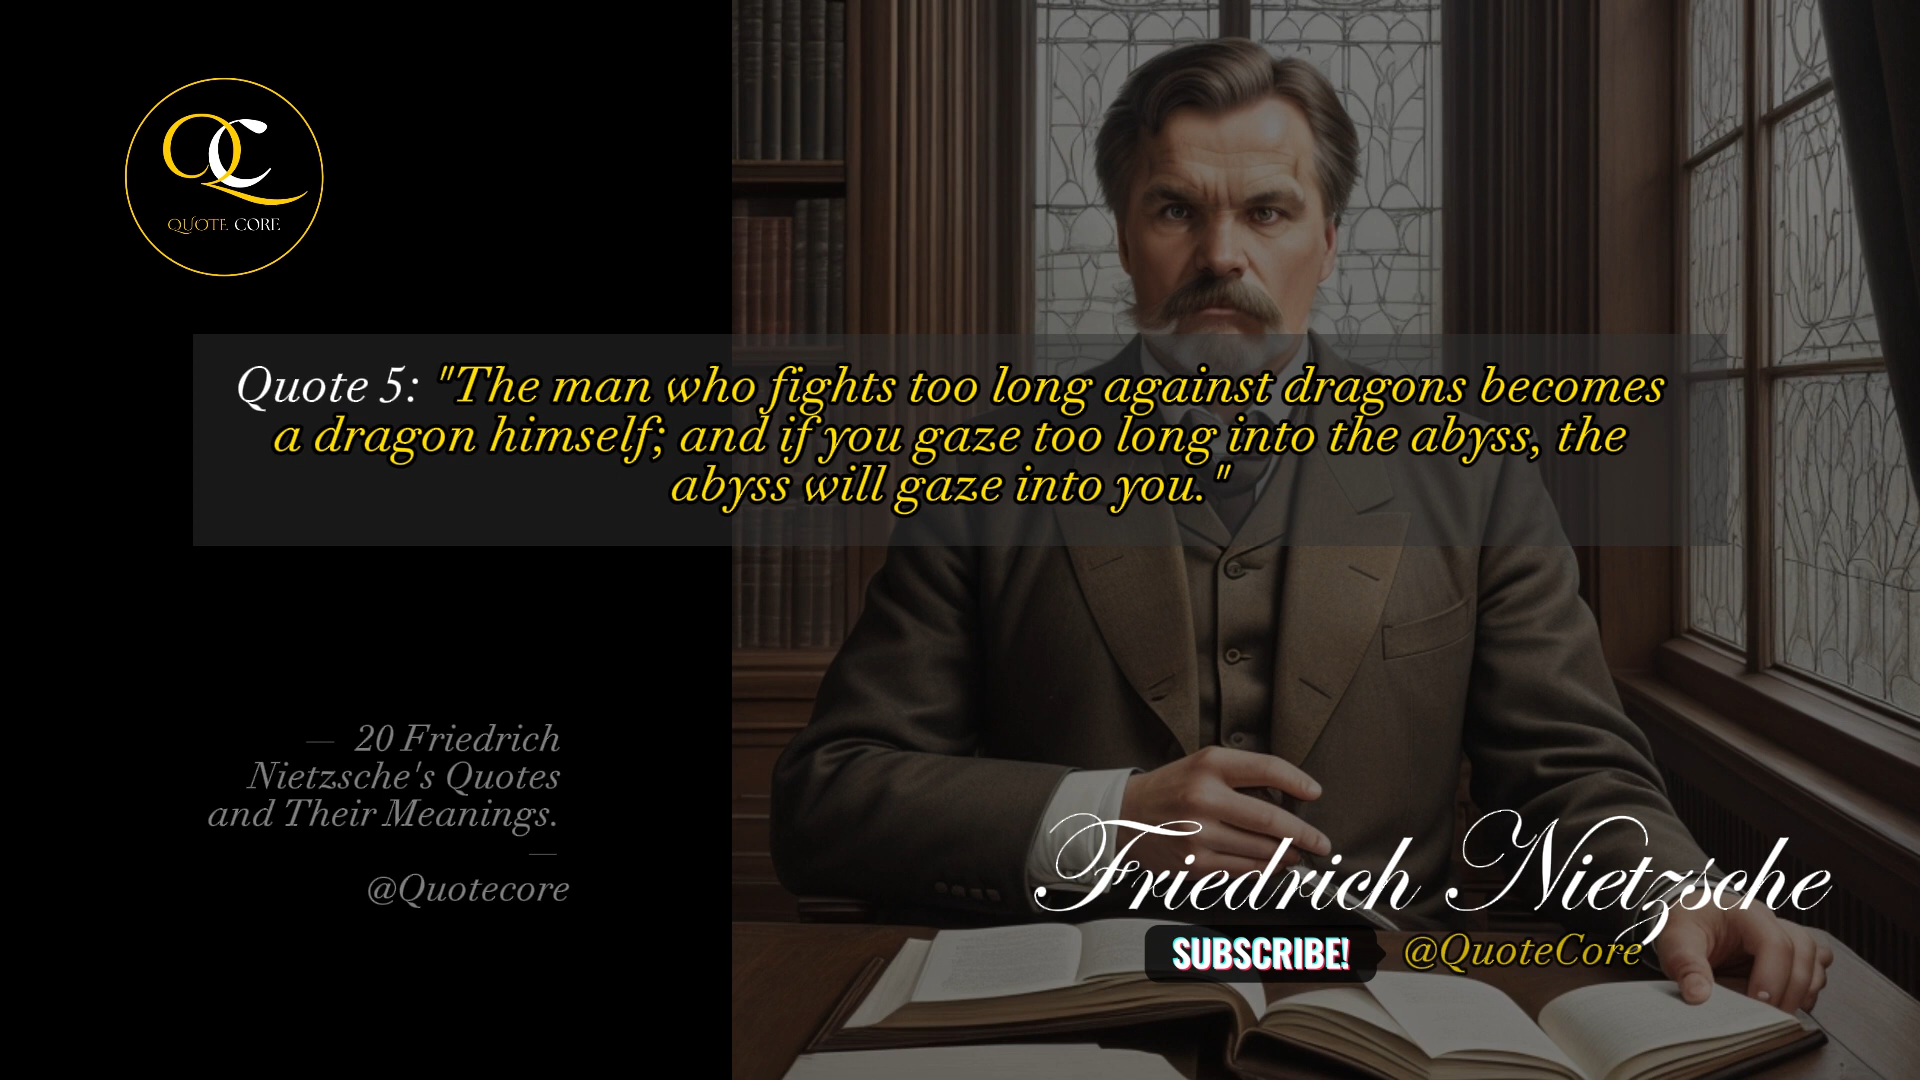 QC
QUOTE CORE
Quote 5: "The man who fights too long against dragons becomes
a dragon himself; and if you gaze too long into the abyss, the
abyss will gaze into you."
— 20 Friedrich
Nietzsche's Quotes
and Their Meanings.
—
@Quotecore
Friedrich Nietzsche
SUBSCRIBE! @QuoteCore